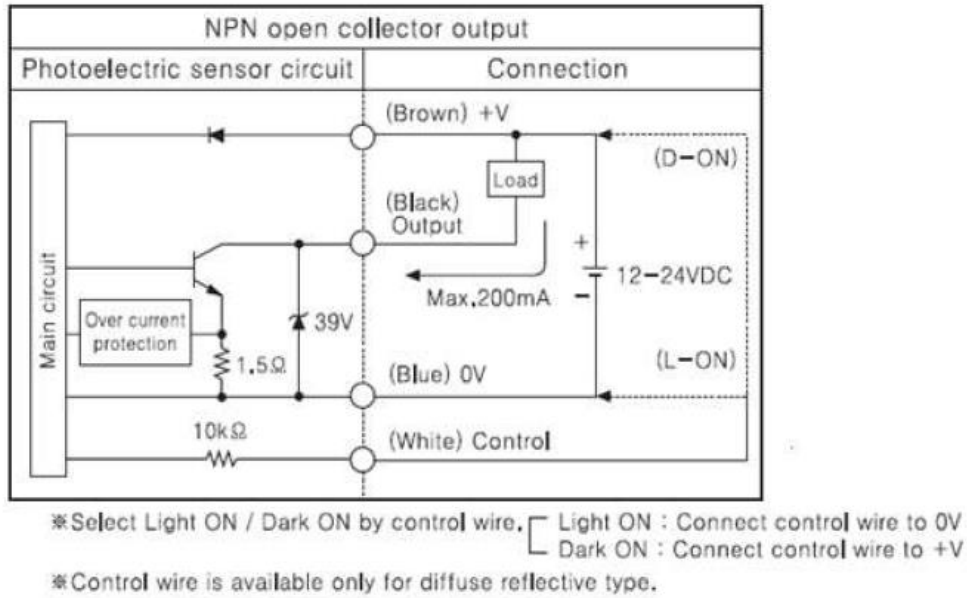 NPN open collector output
Photoelectric sensor circuit
Connection
(Brown) +V
(D-ON)
Load
(Black)
Output
+
12-24VDC
-
Max.200mA
Main circuit
Over current
protection
39V
1.5Ω
(L-ON)
(Blue) 0V
10kΩ
(White) Control
※Select Light ON / Dark ON by control wire.
Light ON : Connect control wire to 0V
Dark ON : Connect control wire to +V
※Control wire is available only for diffuse reflective type.